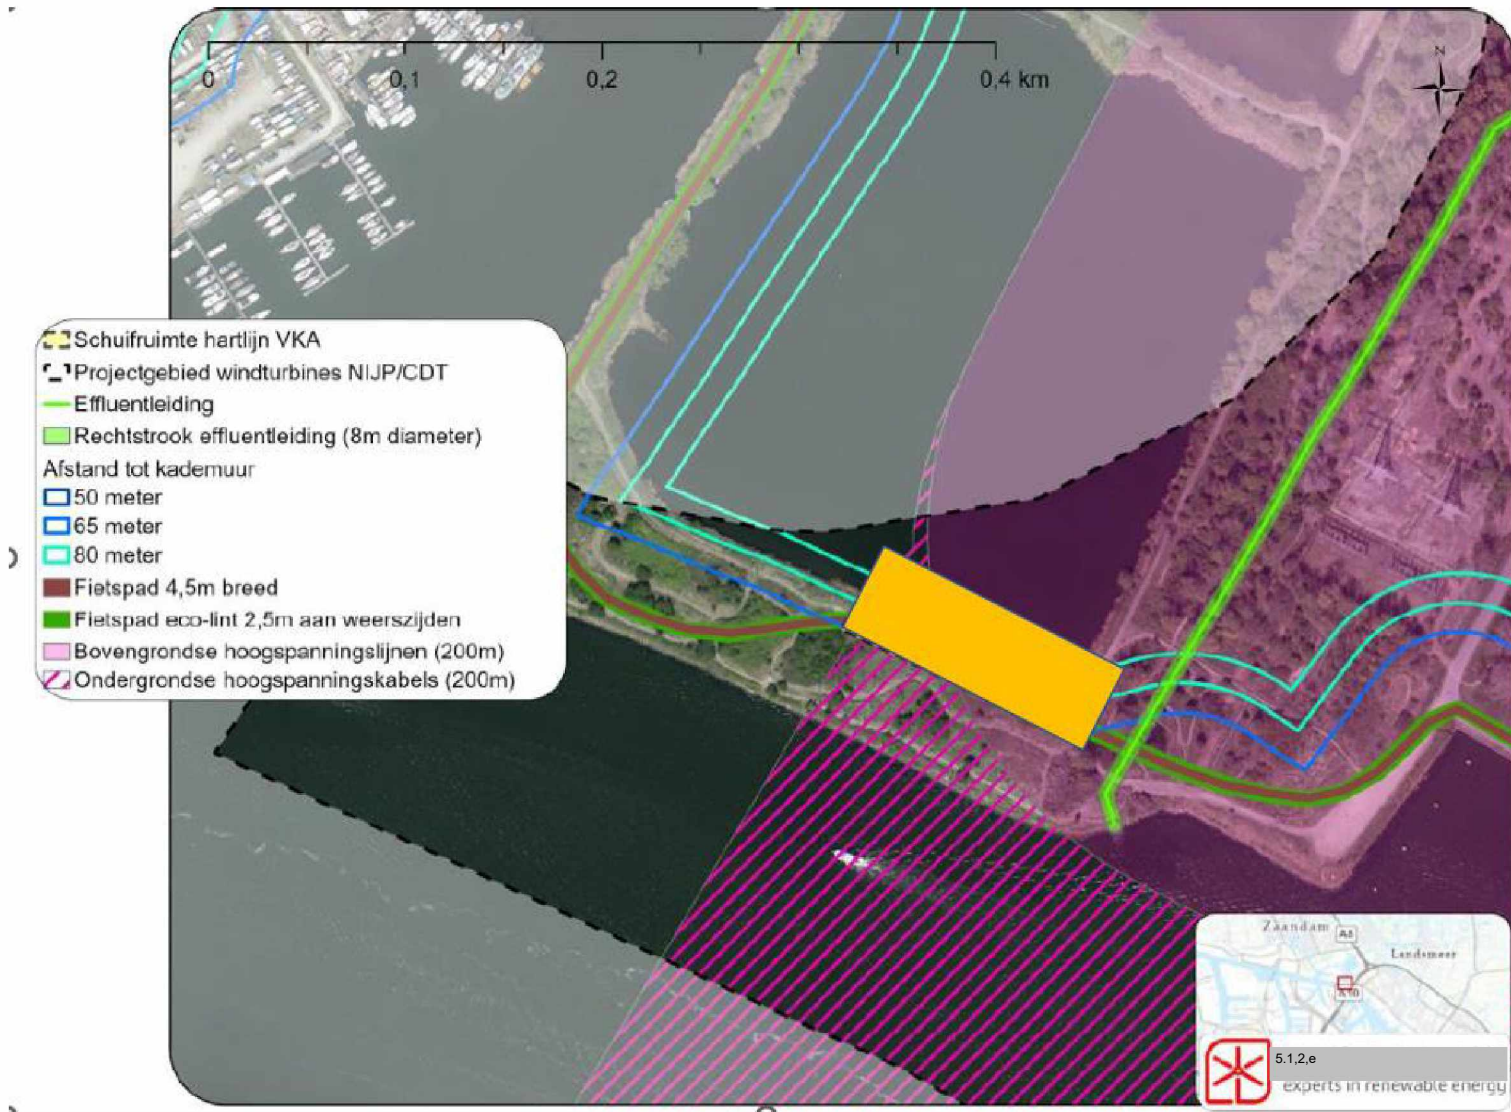 0 0,1 0,2 0,4 km
N
Schuifruimte hartlijn VKA
Projectgebied windturbines NIJP/CDT
Effluentleiding
Rechtstrook effluentleiding (8m diameter)
Afstand tot kademuur
50 meter
65 meter
80 meter
Fietspad 4,5m breed
Fietspad eco-lint 2,5m aan weerszijden
Bovengrondse hoogspanningslijnen (200m)
Ondergrondse hoogspanningskabels (200m)
Zaandam
A8
Landsmeer
5.1,2,e
experts in renewable energy